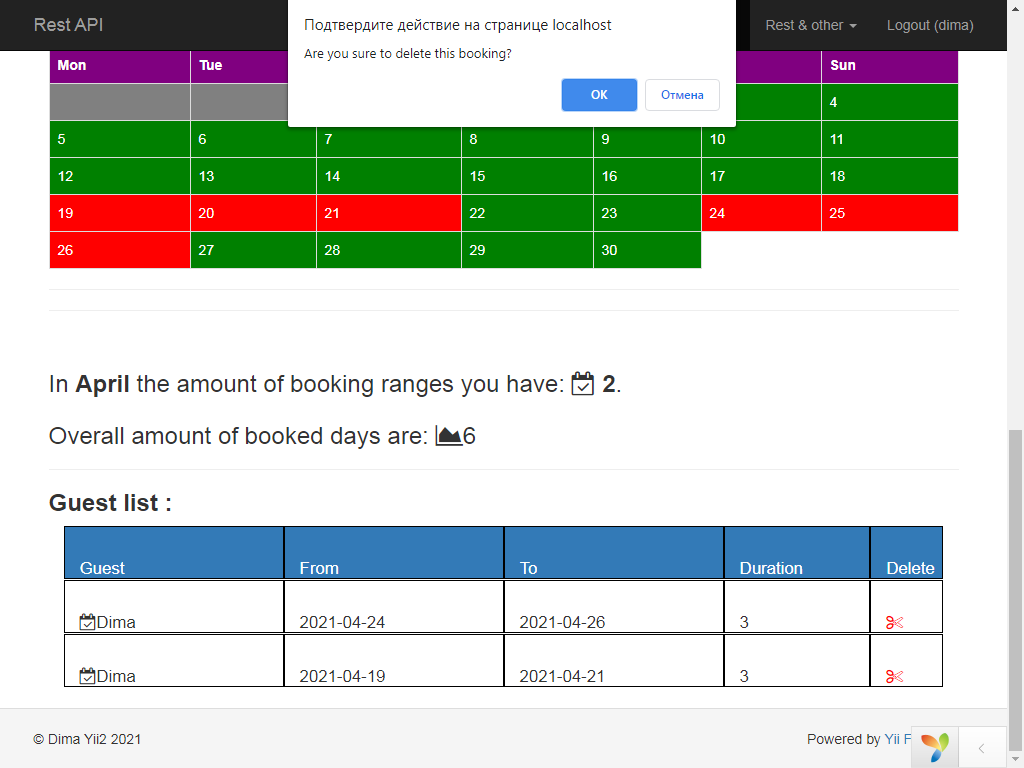 Rest API
Подтвердите действие на странице localhost
Are you sure to delete this booking?
OK
Отмена
Rest & other
Logout (dima)
Mon Tue Sun
4
5 6 7 8 9 10 11
12 13 14 15 16 17 18
19 20 21 22 23 24 25
26 27 28 29 30
In April the amount of booking ranges you have: 2.
Overall amount of booked days are: 6
Guest list :
Guest From To Duration Delete
Dima 2021-04-24 2021-04-26 3
Dima 2021-04-19 2021-04-21 3
© Dima Yii2 2021
Powered by Yii F